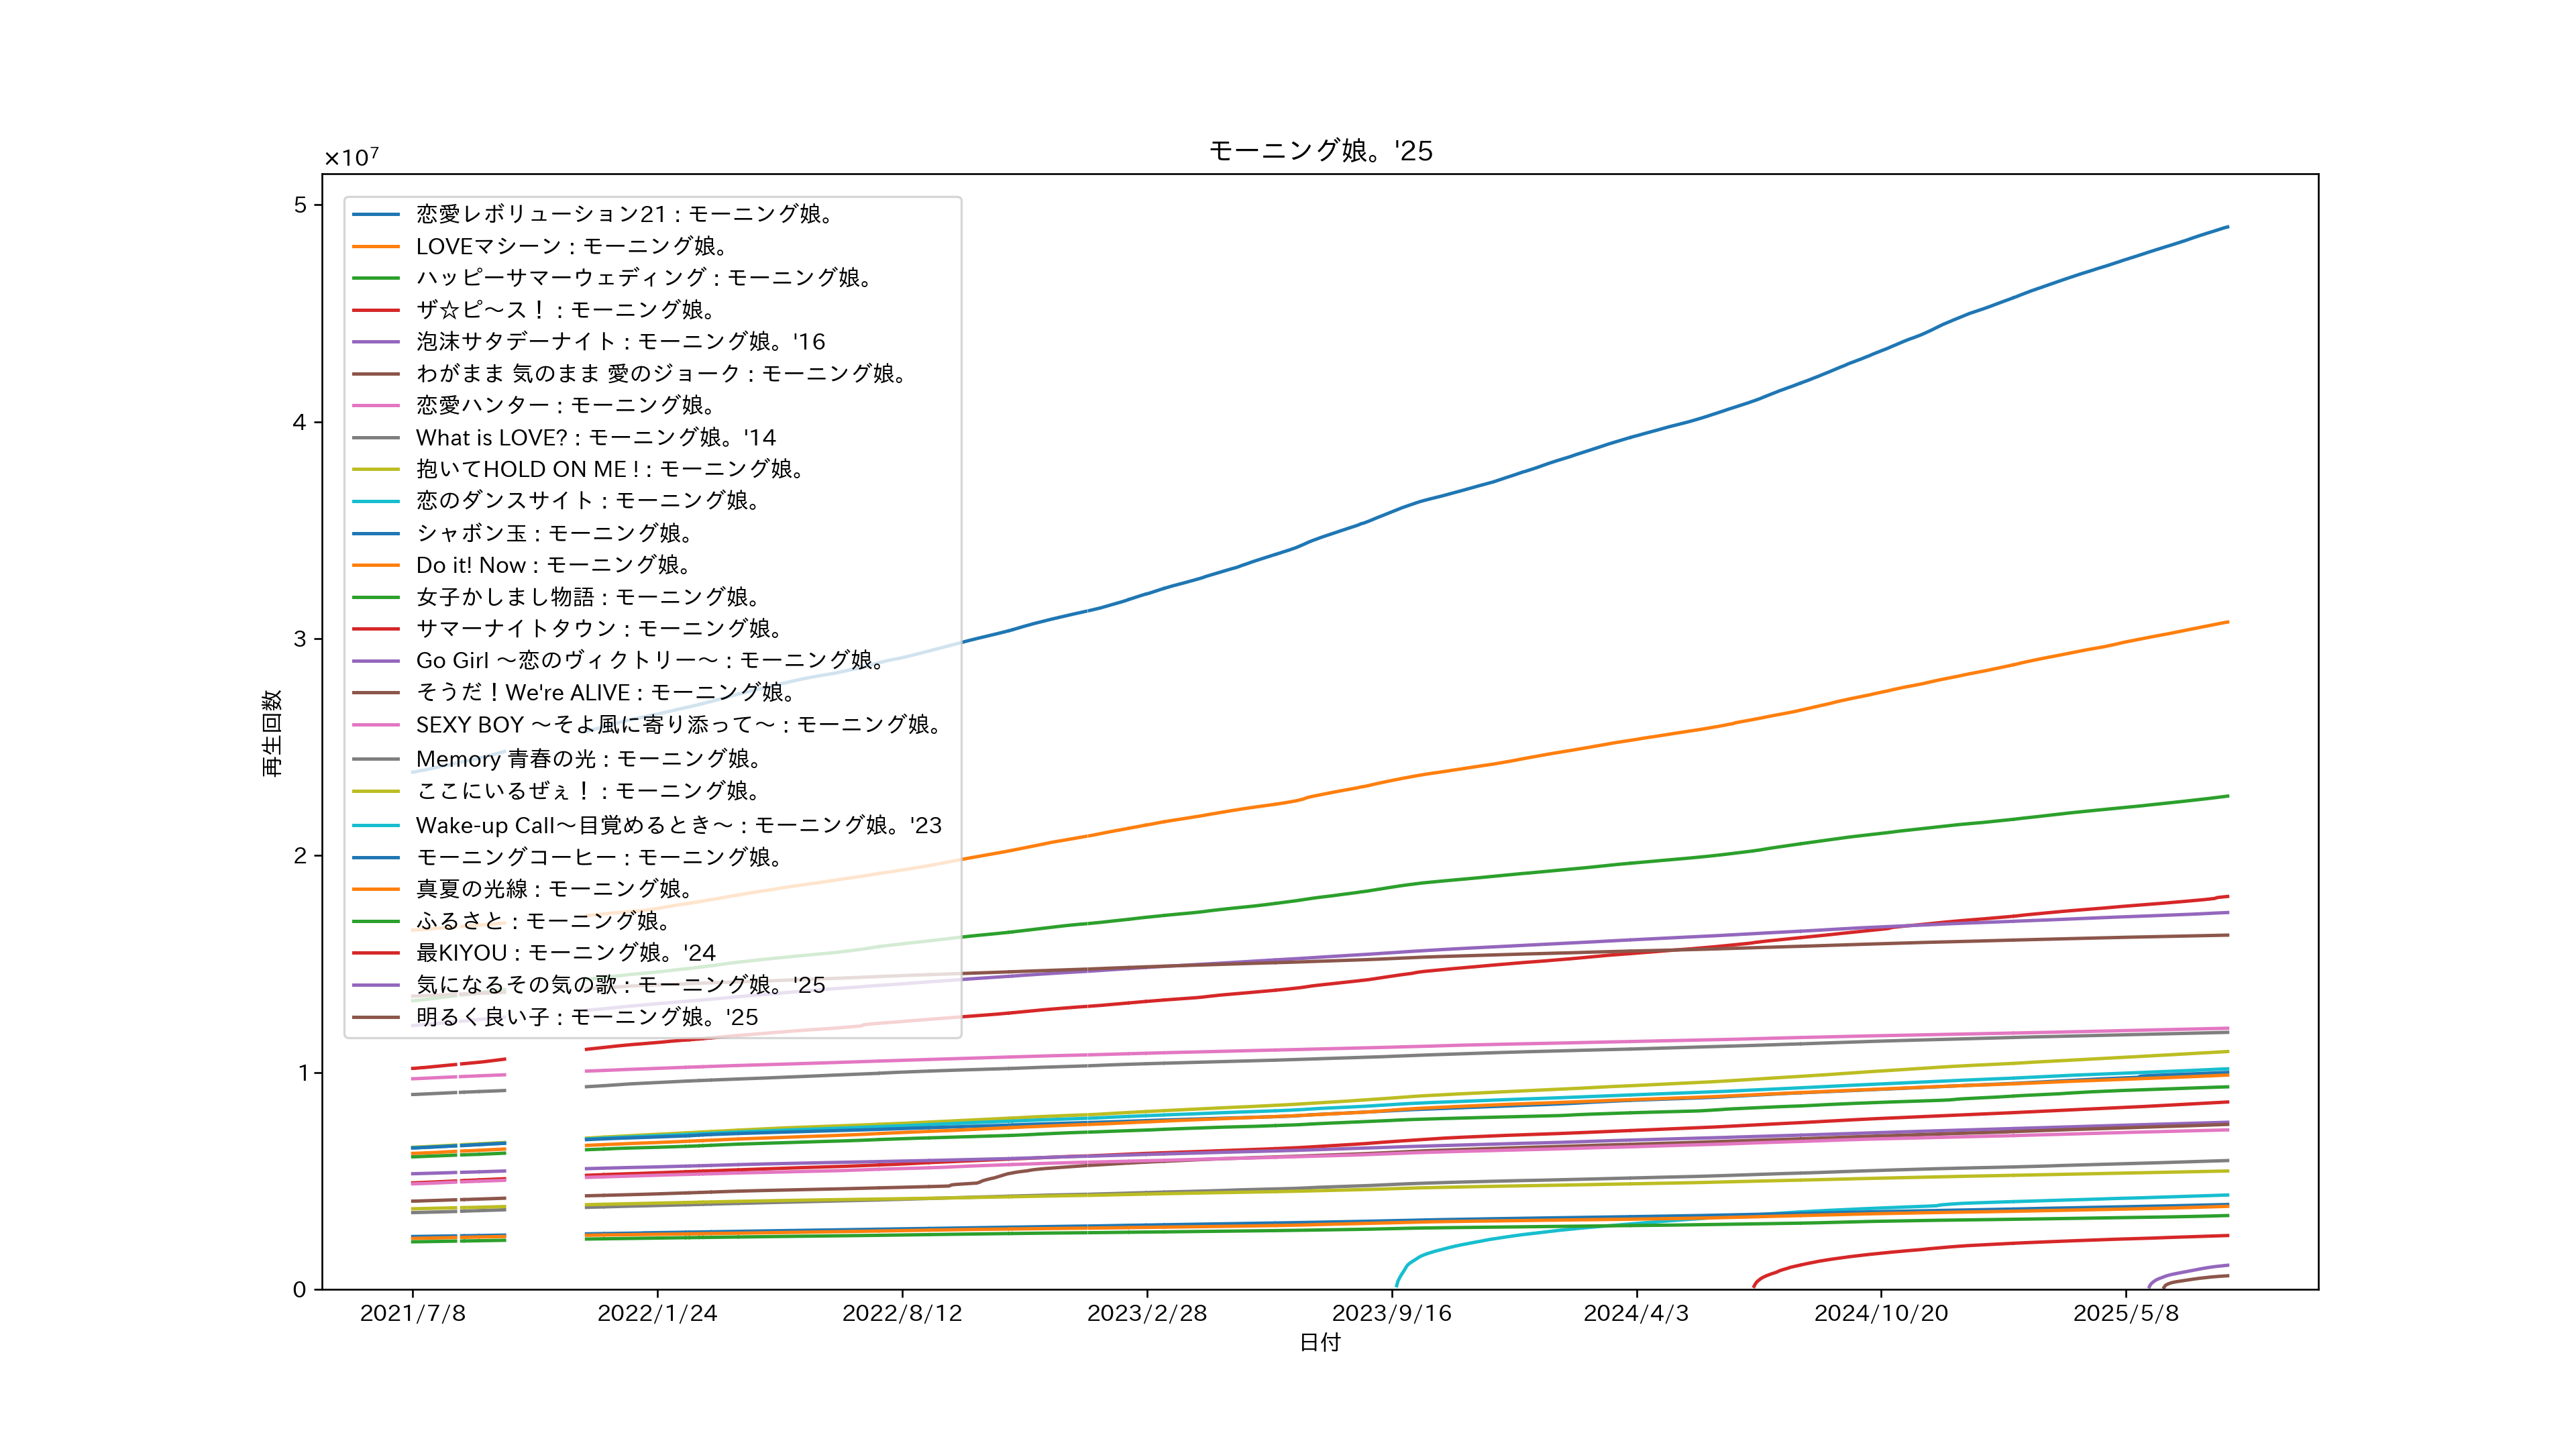 モーニング娘。'25
×10⁷
5
4
3
2
1
0
再生回数
恋愛レボリューション21 : モーニング娘。
LOVEマシーン : モーニング娘。
ハッピーサマーウェディング : モーニング娘。
ザ☆ピ〜ス！ : モーニング娘。
泡沫サタデーナイト : モーニング娘。'16
わがまま 気のまま 愛のジョーク : モーニング娘。
恋愛ハンター : モーニング娘。
What is LOVE? : モーニング娘。'14
抱いてHOLD ON ME ! : モーニング娘。
恋のダンスサイト : モーニング娘。
シャボン玉 : モーニング娘。
Do it! Now : モーニング娘。
女子かしまし物語 : モーニング娘。
サマーナイトタウン : モーニング娘。
Go Girl 〜恋のヴィクトリー〜 : モーニング娘。
そうだ！We're ALIVE : モーニング娘。
SEXY BOY 〜そよ風に寄り添って〜 : モーニング娘。
Memory 青春の光 : モーニング娘。
ここにいるぜぇ！ : モーニング娘。
Wake-up Call〜目覚めるとき〜 : モーニング娘。'23
モーニングコーヒー : モーニング娘。
真夏の光線 : モーニング娘。
ふるさと : モーニング娘。
最KIYOU : モーニング娘。'24
気になるその気の歌 : モーニング娘。'25
明るく良い子 : モーニング娘。'25
2021/7/8 2022/1/24 2022/8/12 2023/2/28 2023/9/16 2024/4/3 2024/10/20 2025/5/8
日付